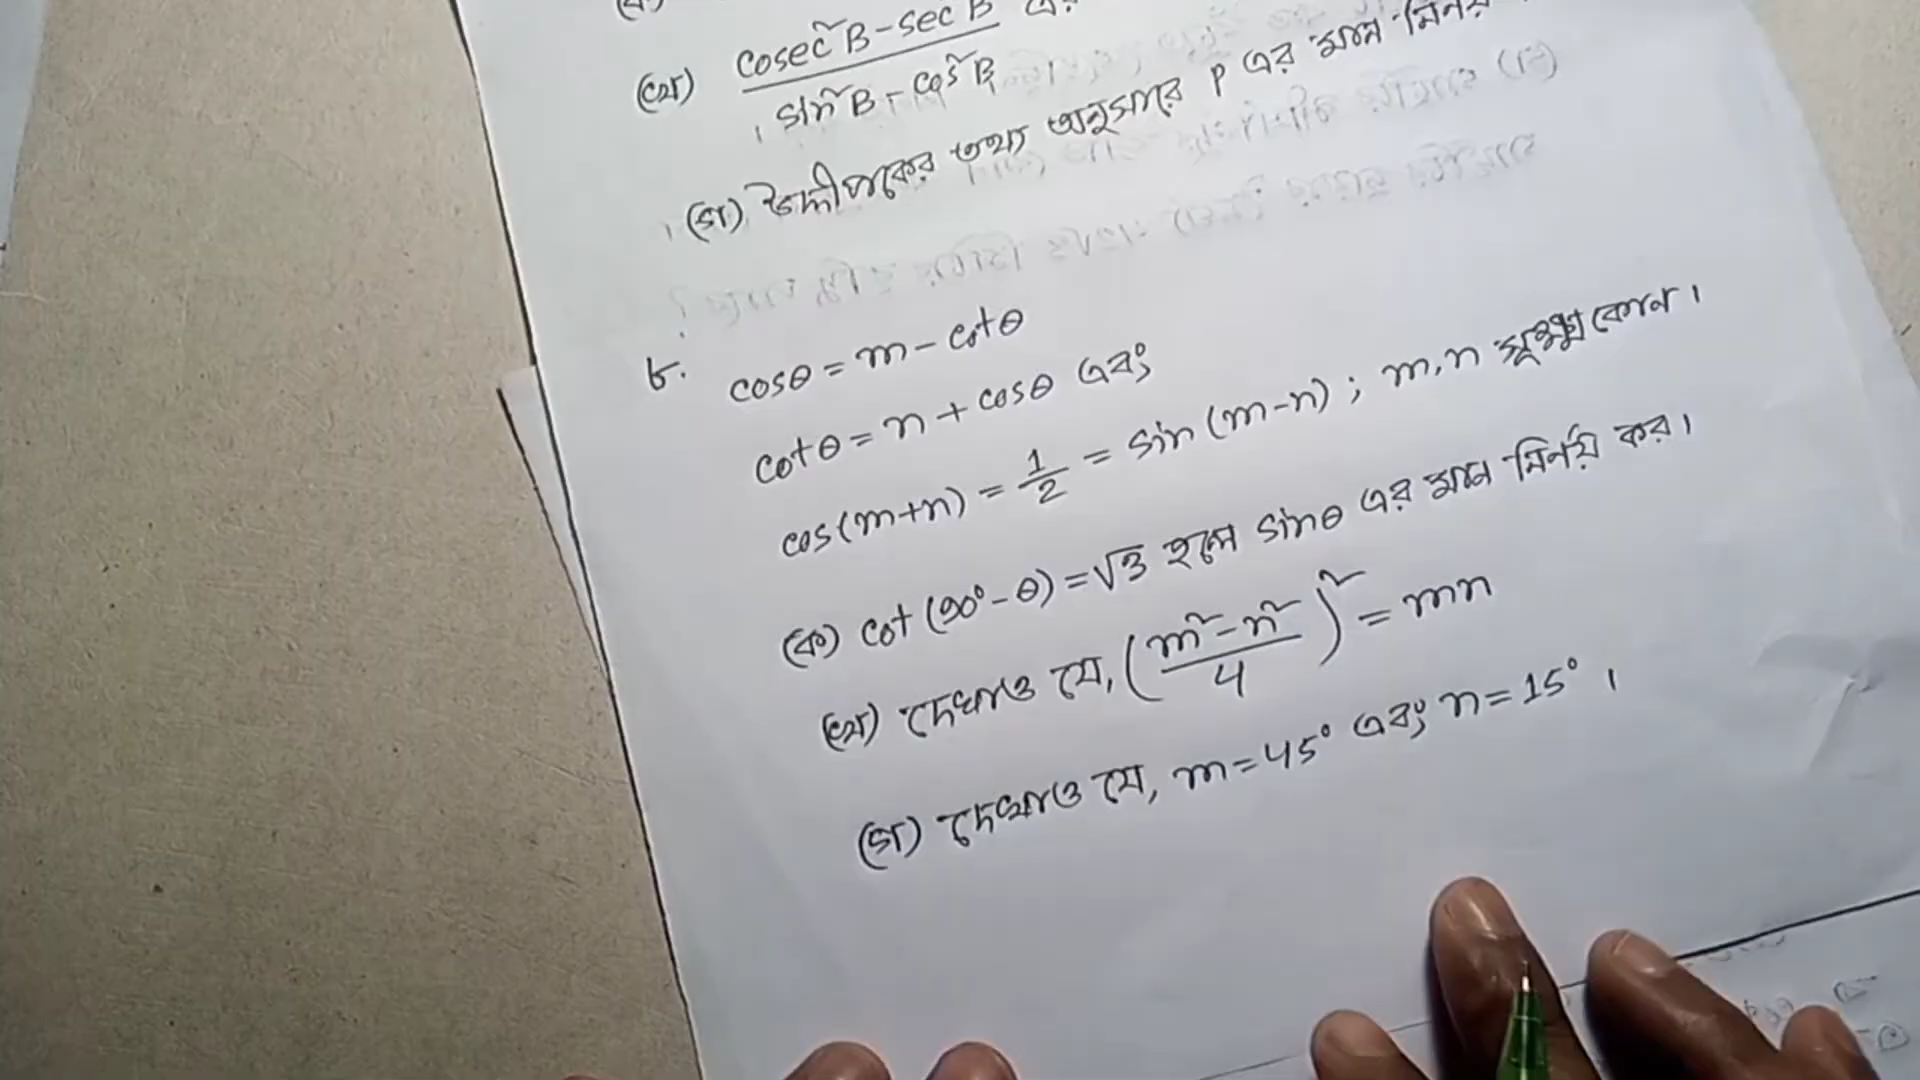 (খ) cosec²B - sec²B / sin²B - cos²B
(গ) উদ্দীপকের তথ্য অনুসারে P এর মান নির্ণয়
৮. cosθ = m - cotθ
cotθ = n + cosθ এবং
cos(m+n) = 1/2 = sin(m-n) ; m, n সূক্ষ্মকোণ।
(ক) cot (90° - θ) = √3 হলে sinθ এর মান নির্ণয় কর।
(খ) দেখাও যে, (m² - n² / 4)² = mn
(গ) দেখাও যে, m = 45° এবং n = 15° ।